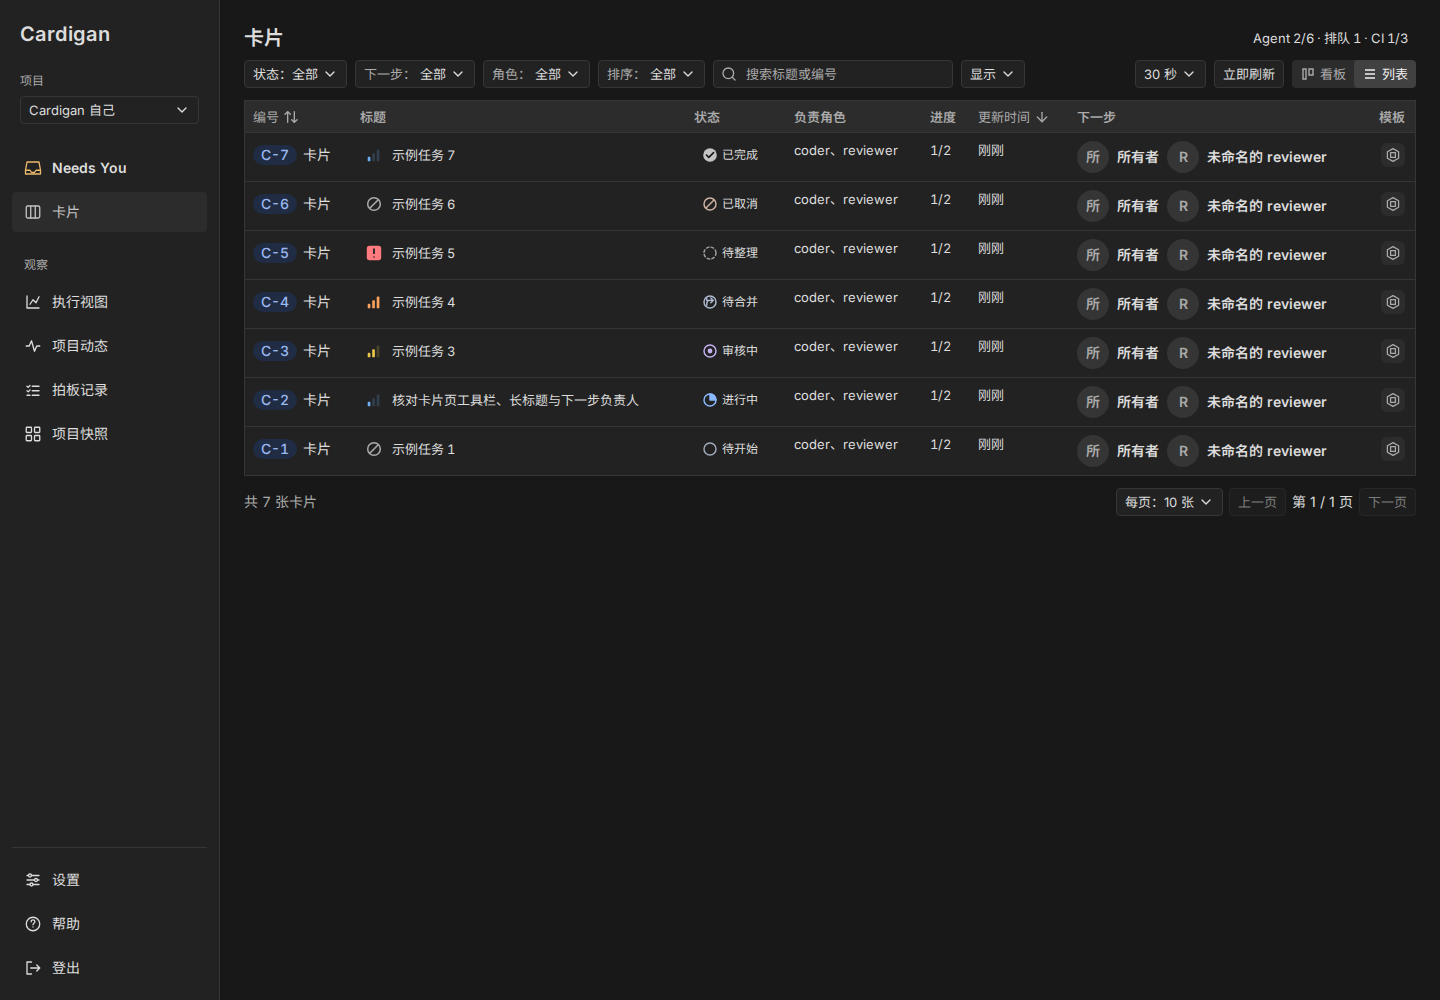 Cardigan
项目
Cardigan 自己
Needs You
卡片
观察
执行视图
项目动态
拍板记录
项目快照
设置
帮助
登出
卡片
Agent 2/6 · 排队 1 · CI 1/3
状态: 全部 下一步: 全部 角色: 全部 排序: 全部 搜索标题或编号 显示 30 秒 立即刷新 看板 列表
编号 标题 状态 负责角色 进度 更新时间 下一步 模板
C-7 卡片 示例任务 7 已完成 coder、reviewer 1/2 刚刚 所 所有者 R 未命名的 reviewer
C-6 卡片 示例任务 6 已取消 coder、reviewer 1/2 刚刚 所 所有者 R 未命名的 reviewer
C-5 卡片 示例任务 5 待整理 coder、reviewer 1/2 刚刚 所 所有者 R 未命名的 reviewer
C-4 卡片 示例任务 4 待合并 coder、reviewer 1/2 刚刚 所 所有者 R 未命名的 reviewer
C-3 卡片 示例任务 3 审核中 coder、reviewer 1/2 刚刚 所 所有者 R 未命名的 reviewer
C-2 卡片 核对卡片页工具栏、长标题与下一步负责人 进行中 coder、reviewer 1/2 刚刚 所 所有者 R 未命名的 reviewer
C-1 卡片 示例任务 1 待开始 coder、reviewer 1/2 刚刚 所 所有者 R 未命名的 reviewer
共 7 张卡片 每页: 10 张 上一页 第 1 / 1 页 下一页